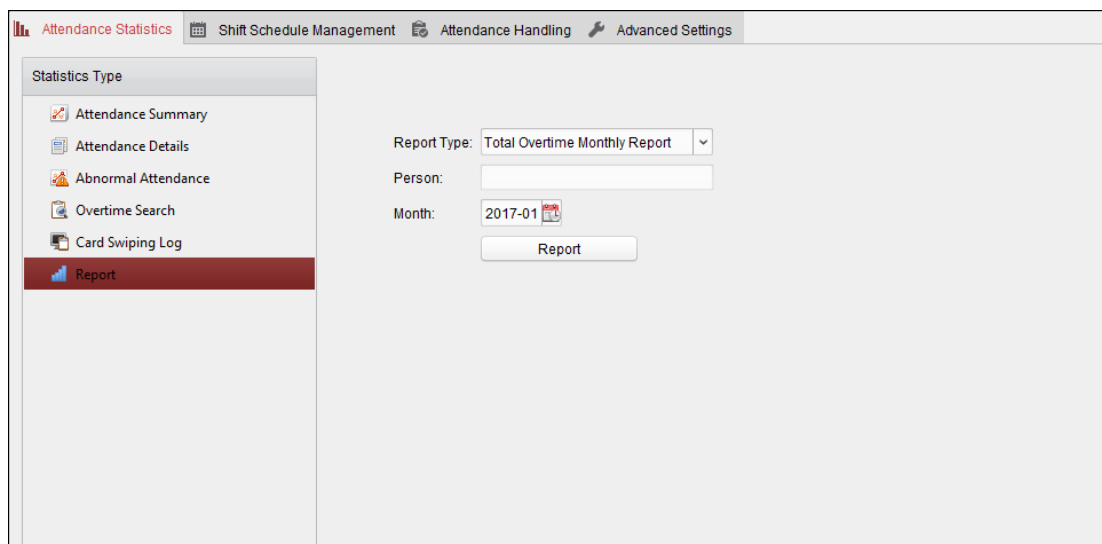 Attendance Statistics Shift Schedule Management Attendance Handling Advanced Settings
Statistics Type
Attendance Summary
Attendance Details
Abnormal Attendance
Overtime Search
Card Swiping Log
Report
Report Type: Total Overtime Monthly Report
Person:
Month: 2017-01
Report